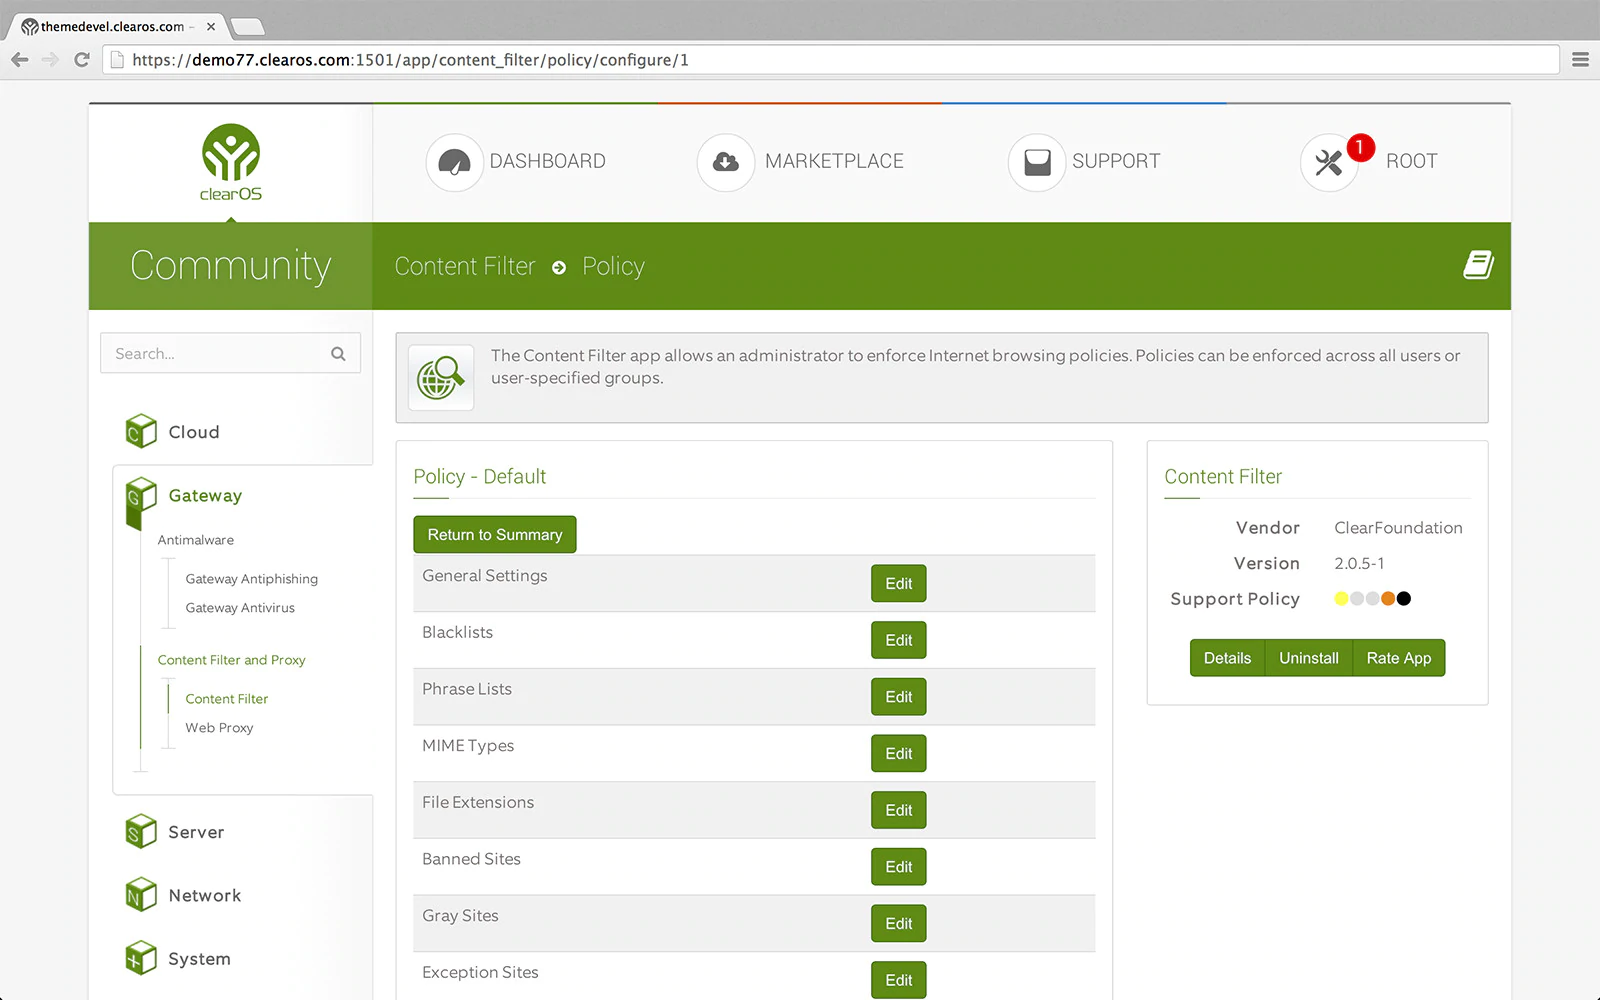 themedevel.clearos.com –
https://demo77.clearos.com:1501/app/content_filter/policy/configure/1
clearOS
DASHBOARD
MARKETPLACE
SUPPORT
1
ROOT
Community
Content Filter
Policy
Search...
The Content Filter app allows an administrator to enforce Internet browsing policies. Policies can be enforced across all users or
user-specified groups.
C
Cloud
G
Gateway
Antimalware
Gateway Antiphishing
Gateway Antivirus
Content Filter and Proxy
Content Filter
Web Proxy
S
Server
N
Network
System
Policy - Default
Return to Summary
General Settings
Edit
Blacklists
Edit
Phrase Lists
Edit
MIME Types
Edit
File Extensions
Edit
Banned Sites
Edit
Gray Sites
Edit
Exception Sites
Edit
Content Filter
Vendor
ClearFoundation
Version
2.0.5-1
Support Policy
Details
Uninstall
Rate App